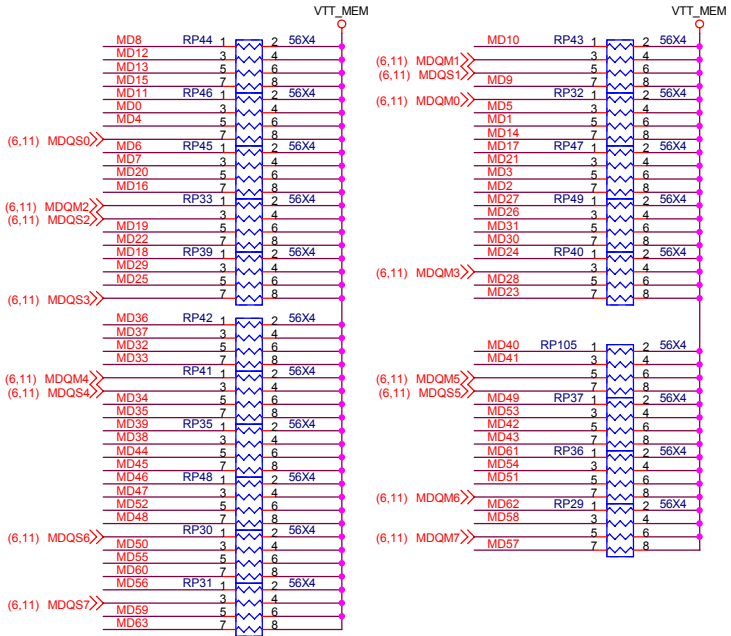 VTT_MEM
MD8 RP44 1 2 56X4
MD12 3 4
MD13 5 6
MD15 7 8
MD11 RP46 1 2 56X4
MD0 3 4
MD4 5 6
(6,11) MDQS0 7 8
MD6 RP45 1 2 56X4
MD7 3 4
MD20 5 6
MD16 7 8
(6,11) MDQM2 RP33 1 2 56X4
(6,11) MDQS2 3 4
MD19 5 6
MD22 7 8
MD18 RP39 1 2 56X4
MD29 3 4
MD25 5 6
(6,11) MDQS3 7 8
MD36 RP42 1 2 56X4
MD37 3 4
MD32 5 6
MD33 7 8
(6,11) MDQM4 RP41 1 2 56X4
(6,11) MDQS4 3 4
MD34 5 6
MD35 7 8
MD39 RP35 1 2 56X4
MD38 3 4
MD44 5 6
MD45 7 8
MD46 RP48 1 2 56X4
MD47 3 4
MD52 5 6
MD48 7 8
(6,11) MDQS6 RP30 1 2 56X4
MD50 3 4
MD55 5 6
MD60 7 8
MD56 RP31 1 2 56X4
(6,11) MDQS7 3 4
MD59 5 6
MD63 7 8
VTT_MEM
MD10 RP43 1 2 56X4
(6,11) MDQM1 3 4
(6,11) MDQS1 5 6
MD9 7 8
(6,11) MDQM0 RP32 1 2 56X4
MD5 3 4
MD1 5 6
MD14 7 8
MD17 RP47 1 2 56X4
MD21 3 4
MD3 5 6
MD2 7 8
MD27 RP49 1 2 56X4
MD26 3 4
MD31 5 6
MD30 7 8
MD24 RP40 1 2 56X4
(6,11) MDQM3 3 4
MD28 5 6
MD23 7 8
MD40 RP105 1 2 56X4
MD41 3 4
(6,11) MDQM5 5 6
(6,11) MDQS5 7 8
MD49 RP37 1 2 56X4
MD53 3 4
MD42 5 6
MD43 7 8
MD61 RP36 1 2 56X4
MD54 3 4
MD51 5 6
(6,11) MDQM6 7 8
MD62 RP29 1 2 56X4
MD58 3 4
(6,11) MDQM7 5 6
MD57 7 8